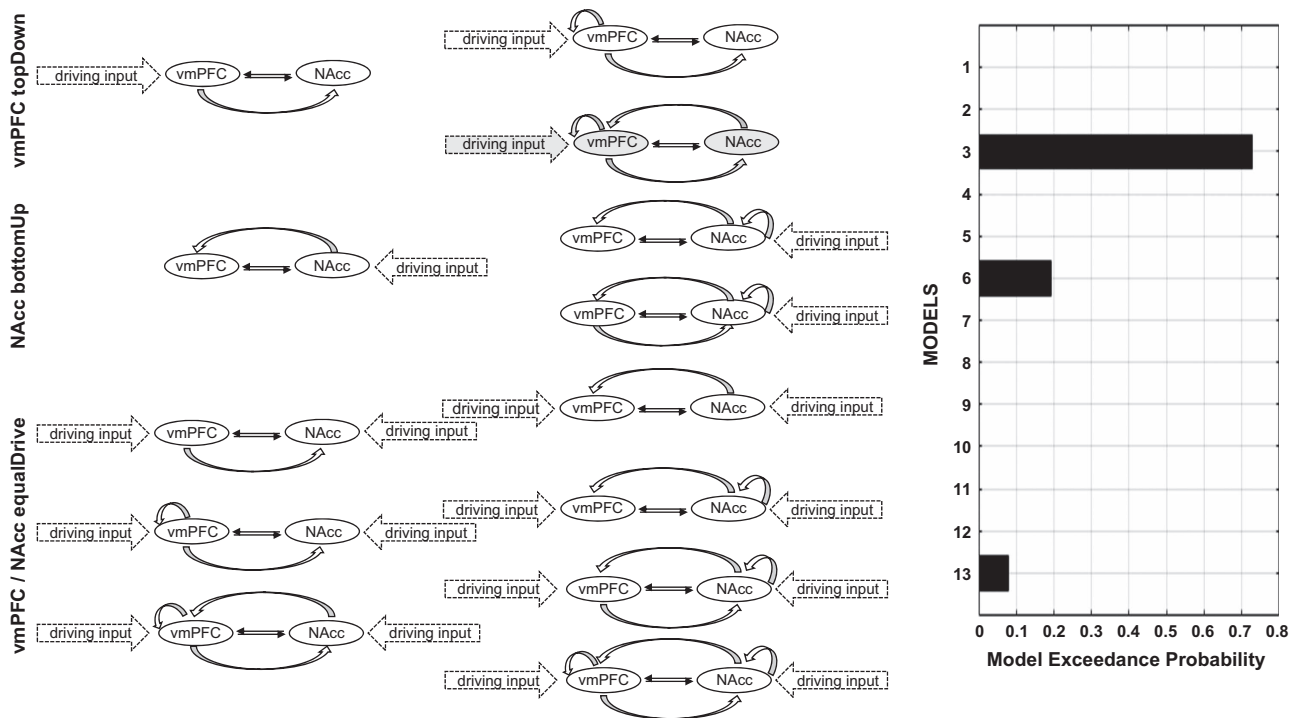 vmPFC topDown
driving input
vmPFC
NAcc
driving input
vmPFC
NAcc
driving input
vmPFC
NAcc
NAcc bottomUp
vmPFC
NAcc
driving input
vmPFC
NAcc
driving input
vmPFC
NAcc
driving input
vmPFC / NAcc equalDrive
driving input
vmPFC
NAcc
driving input
driving input
vmPFC
NAcc
driving input
driving input
vmPFC
NAcc
driving input
driving input
vmPFC
NAcc
driving input
driving input
vmPFC
NAcc
driving input
driving input
vmPFC
NAcc
driving input
driving input
vmPFC
NAcc
driving input
MODELS
1
2
3
4
5
6
7
8
9
10
11
12
13
0 0.1 0.2 0.3 0.4 0.5 0.6 0.7 0.8
Model Exceedance Probability